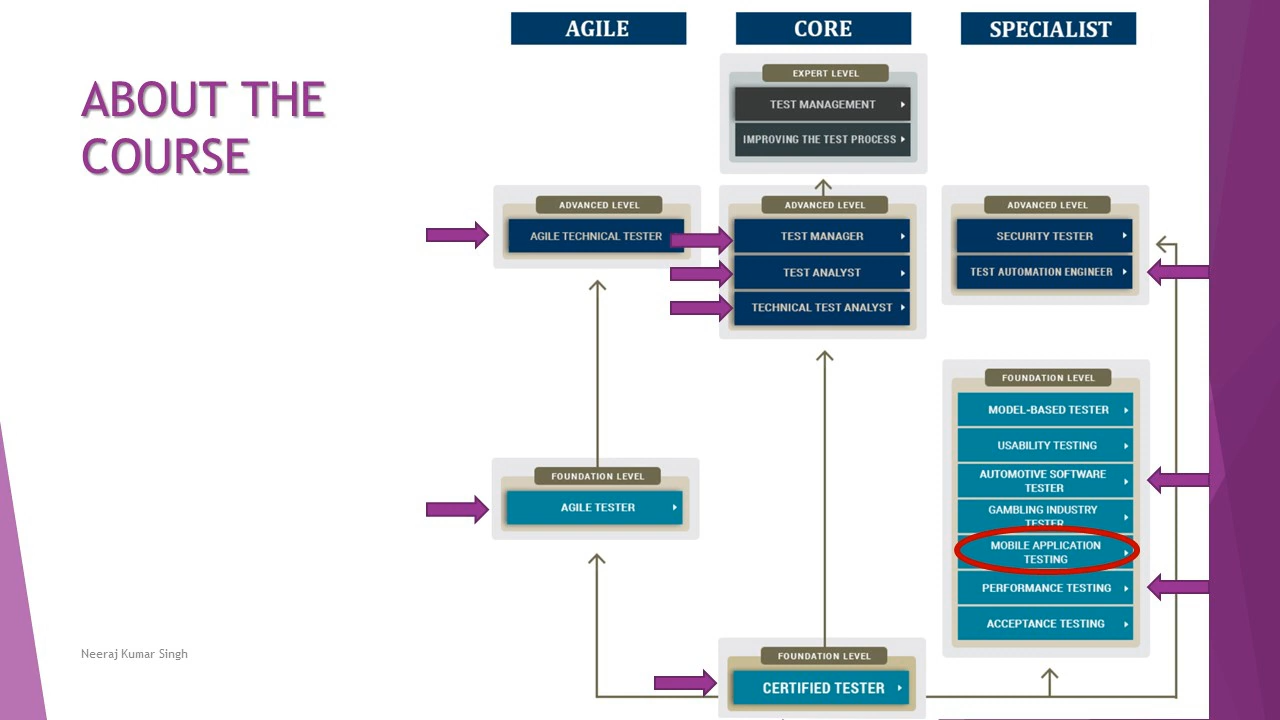 ABOUT THE
COURSE
AGILE
CORE
SPECIALIST
EXPERT LEVEL
TEST MANAGEMENT
IMPROVING THE TEST PROCESS
ADVANCED LEVEL
AGILE TECHNICAL TESTER
ADVANCED LEVEL
TEST MANAGER
TEST ANALYST
TECHNICAL TEST ANALYST
ADVANCED LEVEL
SECURITY TESTER
TEST AUTOMATION ENGINEER
FOUNDATION LEVEL
AGILE TESTER
FOUNDATION LEVEL
MODEL-BASED TESTER
USABILITY TESTING
AUTOMOTIVE SOFTWARE
TESTER
GAMBLING INDUSTRY
TESTER
MOBILE APPLICATION
TESTING
PERFORMANCE TESTING
ACCEPTANCE TESTING
FOUNDATION LEVEL
CERTIFIED TESTER
Neeraj Kumar Singh